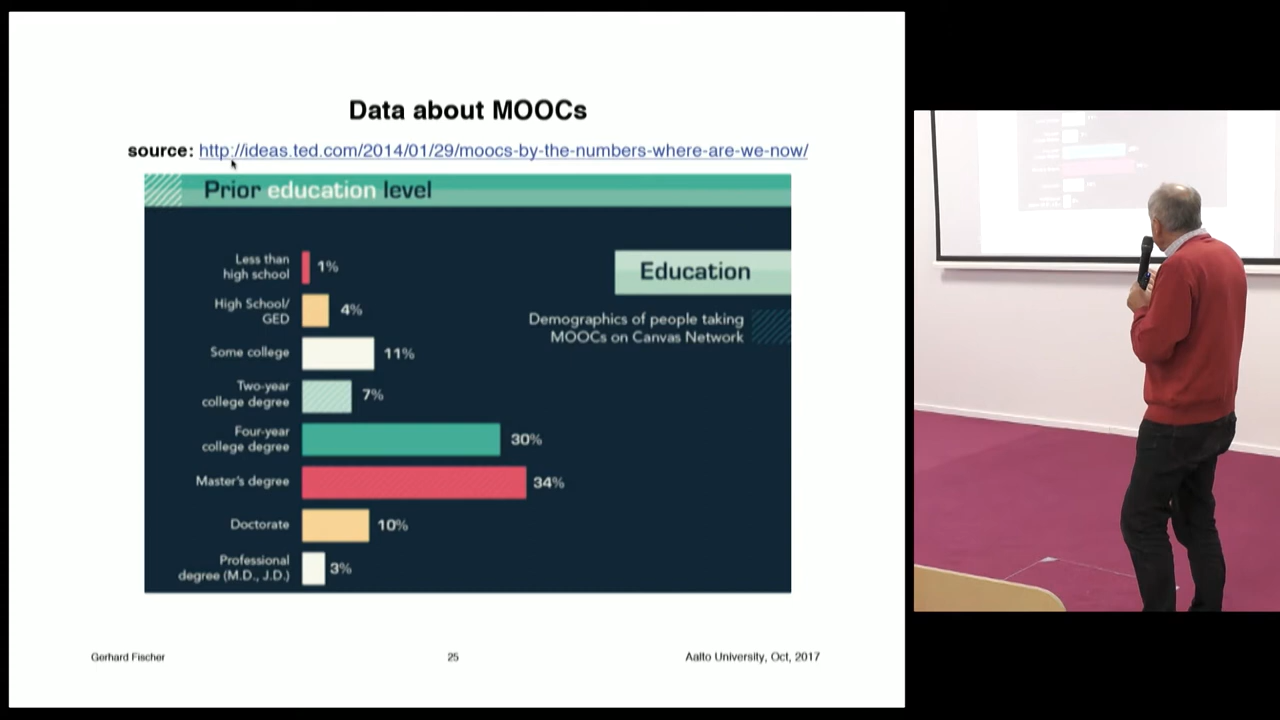 Data about MOOCs
source: http://ideas.ted.com/2014/01/29/moocs-by-the-numbers-where-are-we-now/
Prior education level
Less than
high school
1%
High School/
GED
4%
Some college
11%
Two-year
college degree
7%
Four-year
college degree
30%
Master's degree
34%
Doctorate
10%
Professional
degree (M.D., J.D.)
3%
Education
Demographics of people taking
MOOCs on Canvas Network
Gerhard Fischer
25
Aalto University, Oct, 2017